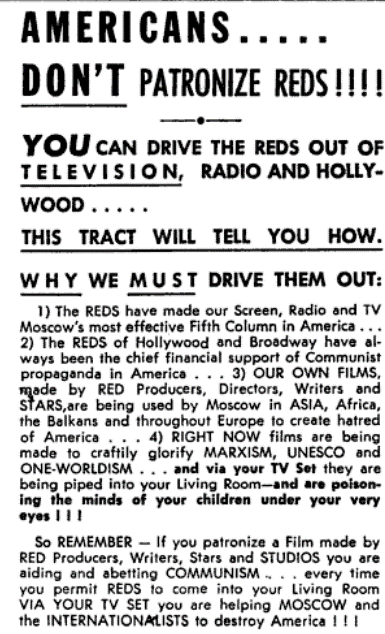 AMERICANS.....
DON'T PATRONIZE REDS!!!!
YOU CAN DRIVE THE REDS OUT OF
TELEVISION, RADIO AND HOLLY-
WOOD .....
THIS TRACT WILL TELL YOU HOW.
WHY WE MUST DRIVE THEM OUT:
1) The REDS have made our Screen, Radio and TV
Moscow's most effective Fifth Column in America ...
2) The REDS of Hollywood and Broadway have al-
ways been the chief financial support of Communist
propaganda in America ... 3) OUR OWN FILMS,
made by RED Producers, Directors, Writers and
STARS,are being used by Moscow in ASIA, Africa,
the Balkans and throughout Europe to create hatred
of America ... 4) RIGHT NOW films are being
made to craftily glorify MARXISM, UNESCO and
ONE-WORLDISM ... and via your TV Set they are
being piped into your Living Room—and are poison-
ing the minds of your children under your very
eyes ! ! !
So REMEMBER — If you patronize a Film made by
RED Producers, Writers, Stars and STUDIOS you are
aiding and abetting COMMUNISM ... every time
you permit REDS to come into your Living Room
VIA YOUR TV SET you are helping MOSCOW and
the INTERNATIONALISTS to destroy America ! ! !